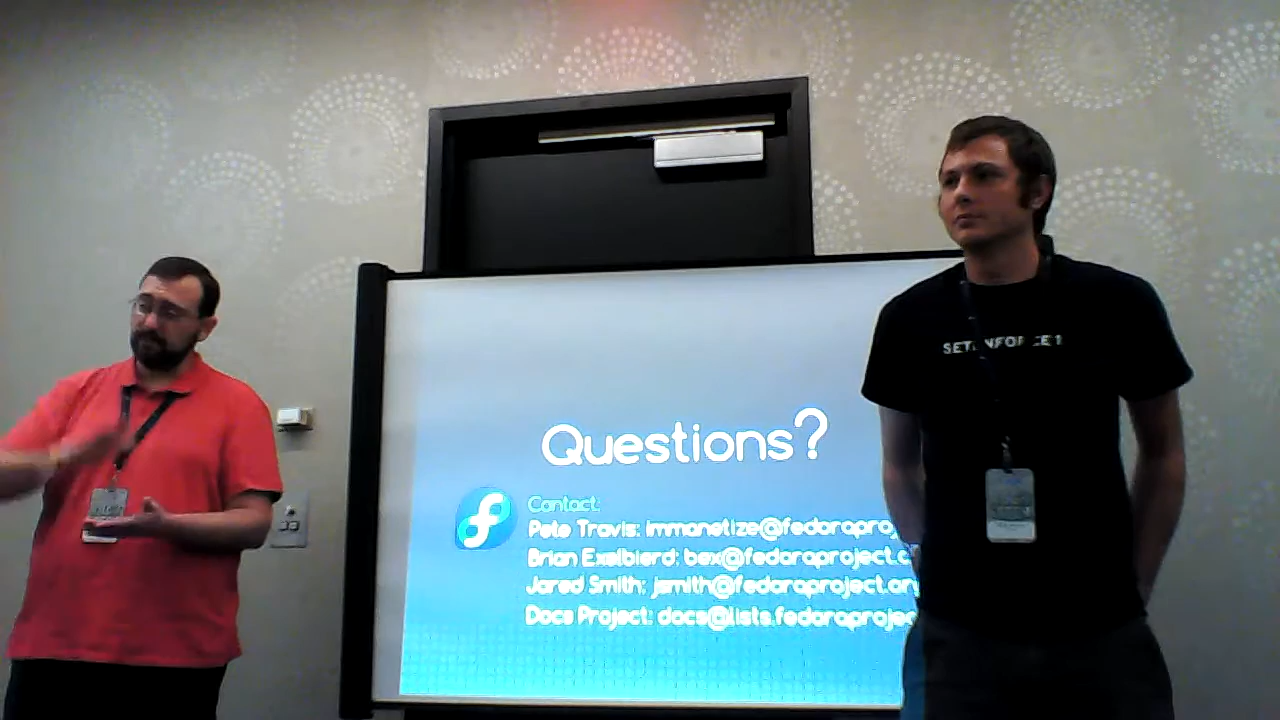 SETENFORCE 1
Questions?
Contact:
Pete Travis: immanetize@fedoraproj
Brian Exelbierd: bex@fedoraproject.o
Jared Smith: jsmith@fedoraproject.org
Docs Project: docs@lists.fedoraprojec